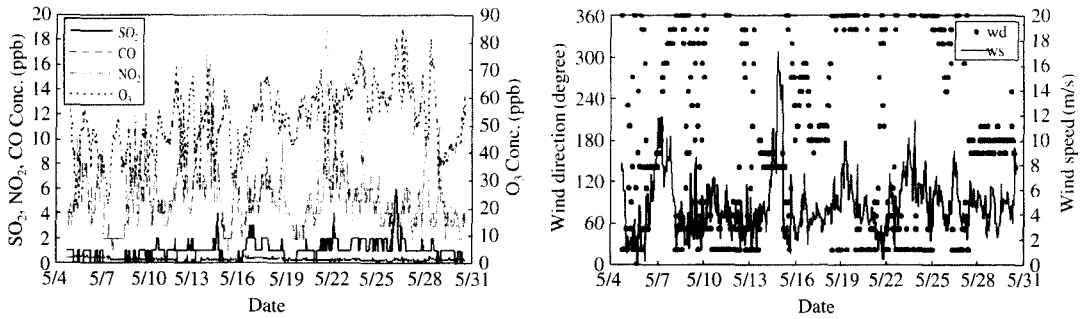 SO₂, NO₂, CO Conc. (ppb)
20
18
16
14
12
10
8
6
4
2
0
SO₂
CO
NO₂
O₃
90
80
70
60
50
40
30
20
10
0
O₃ Conc. (ppb)
5/4 5/7 5/10 5/13 5/16 5/19 5/22 5/25 5/28 5/31
Date
Wind direction (degree)
360
300
240
180
120
60
0
wd
ws
20
18
16
14
12
10
8
6
4
2
0
Wind speed (m/s)
5/4 5/7 5/10 5/13 5/16 5/19 5/22 5/25 5/28 5/31
Date